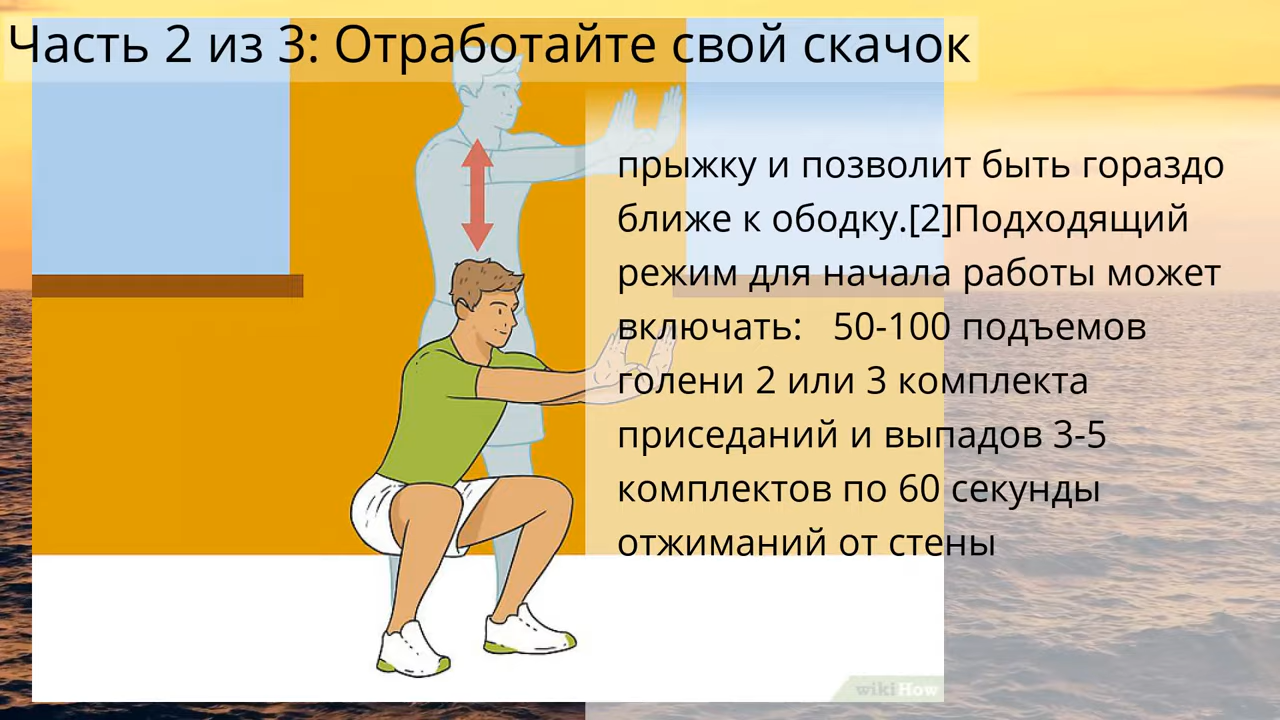 Часть 2 из 3: Отработайте свой скачок
прыжку и позволит быть гораздо
ближе к ободку.[2]Подходящий
режим для начала работы может
включать:   50-100 подъемов
голени 2 или 3 комплекта
приседаний и выпадов 3-5
комплектов по 60 секунды
отжиманий от стены
wikiHow